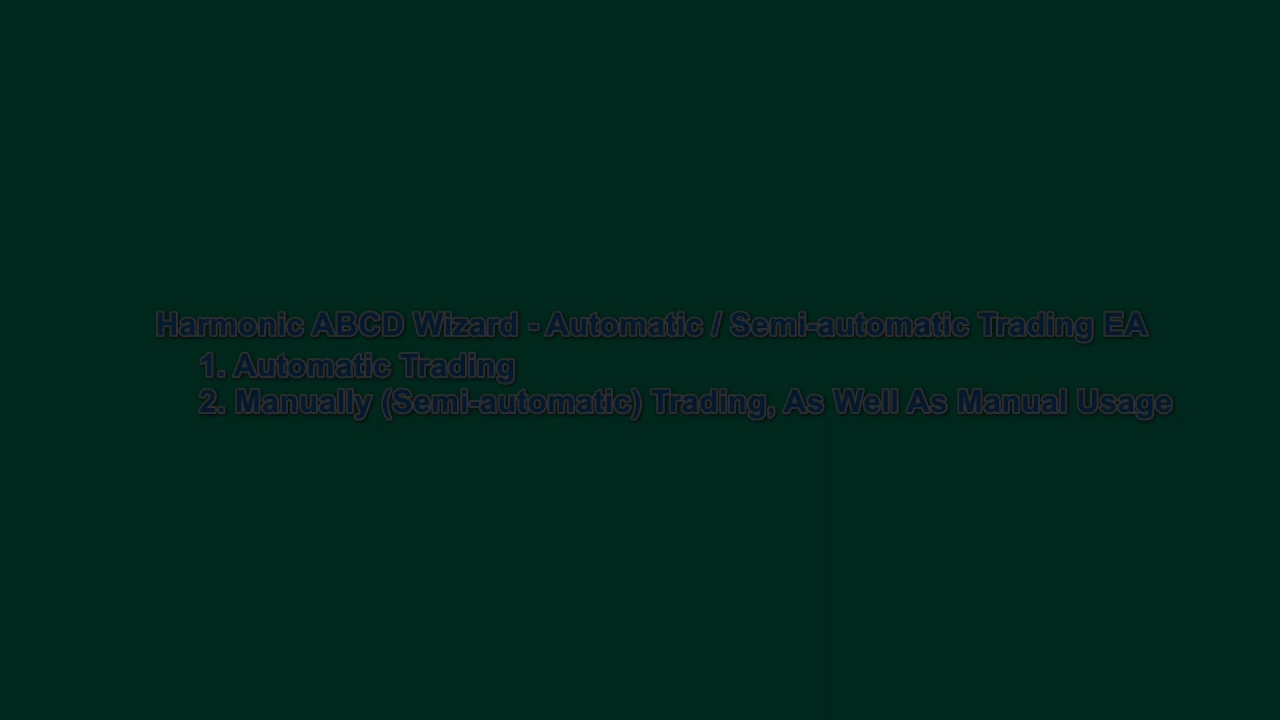 Harmonic ABCD Wizard - Automatic / Semi-automatic Trading EA
1. Automatic Trading
2. Manually (Semi-automatic) Trading, As Well As Manual Usage